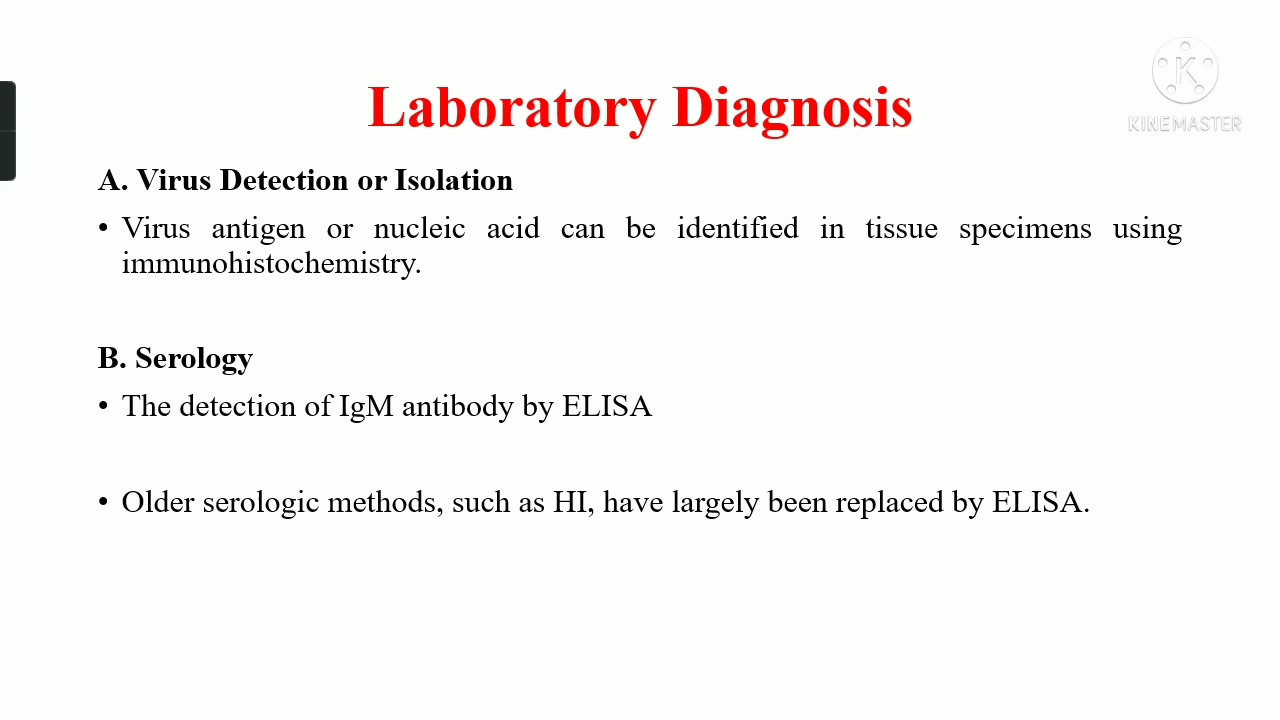 K
KINEMASTER
Laboratory Diagnosis
A. Virus Detection or Isolation
• Virus antigen or nucleic acid can be identified in tissue specimens using
immunohistochemistry.
B. Serology
• The detection of IgM antibody by ELISA
• Older serologic methods, such as HI, have largely been replaced by ELISA.